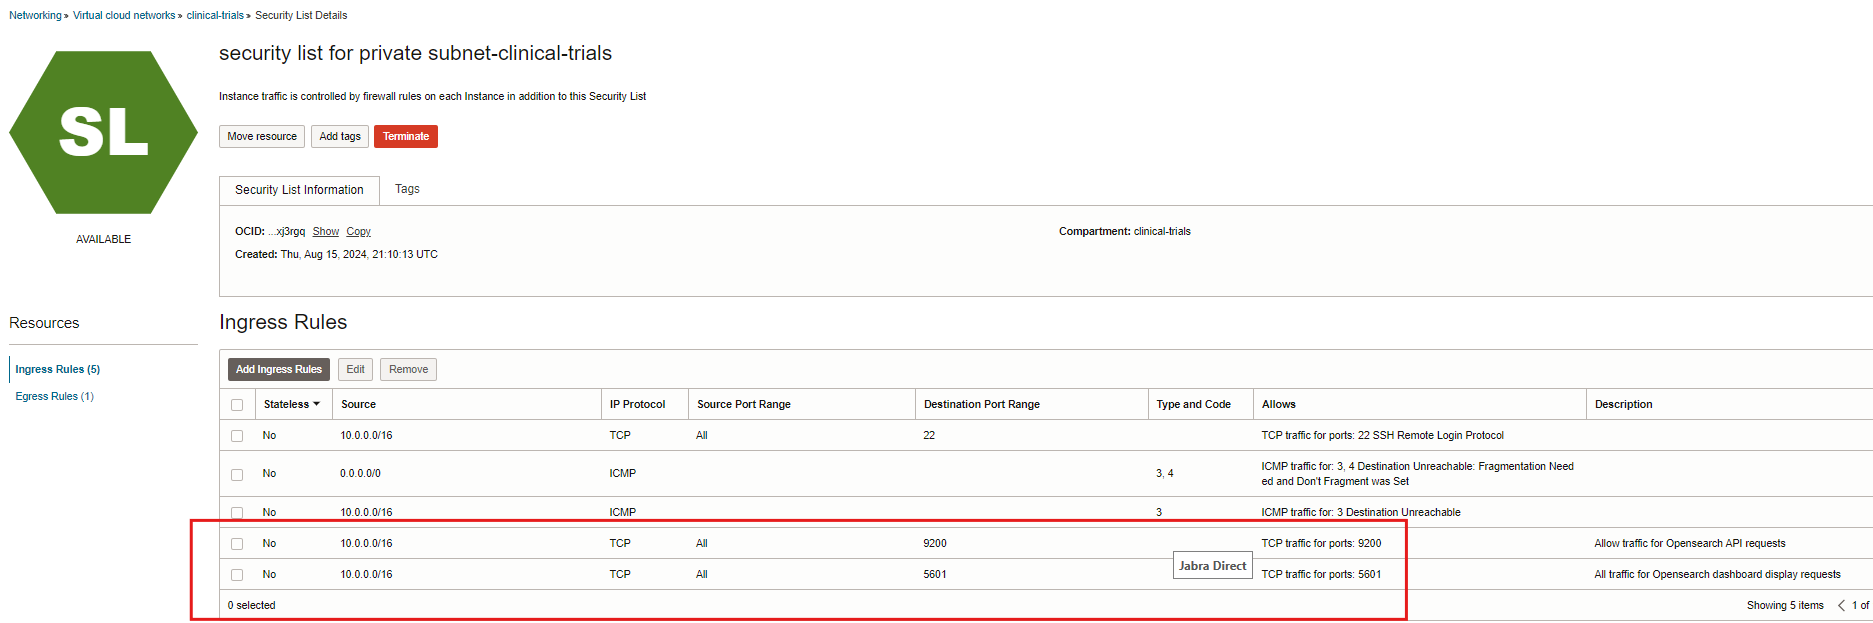 Networking » Virtual cloud networks » clinical-trials » Security List Details
SL
AVAILABLE
security list for private subnet-clinical-trials
Instance traffic is controlled by firewall rules on each Instance in addition to this Security List
Move resource Add tags Terminate
Security List Information Tags
OCID: ...xj3rgq Show Copy Compartment: clinical-trials
Created: Thu, Aug 15, 2024, 21:10:13 UTC
Resources
Ingress Rules (5)
Egress Rules (1)
Ingress Rules
Add Ingress Rules Edit Remove
Stateless Source IP Protocol Source Port Range Destination Port Range Type and Code Allows Description
No 10.0.0.0/16 TCP All 22 TCP traffic for ports: 22 SSH Remote Login Protocol
No 0.0.0.0/0 ICMP 3, 4 ICMP traffic for: 3, 4 Destination Unreachable: Fragmentation Need
ed and Don't Fragment was Set
No 10.0.0.0/16 ICMP 3 ICMP traffic for: 3 Destination Unreachable
No 10.0.0.0/16 TCP All 9200 TCP traffic for ports: 9200 Allow traffic for Opensearch API requests
Jabra Direct
No 10.0.0.0/16 TCP All 5601 TCP traffic for ports: 5601 All traffic for Opensearch dashboard display requests
0 selected Showing 5 items < 1 of